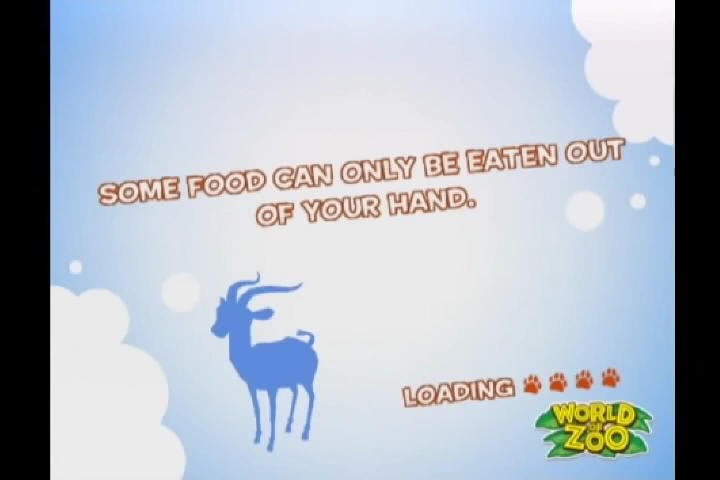 SOME FOOD CAN ONLY BE EATEN OUT
OF YOUR HAND.
LOADING
WORLD
OF
ZOO